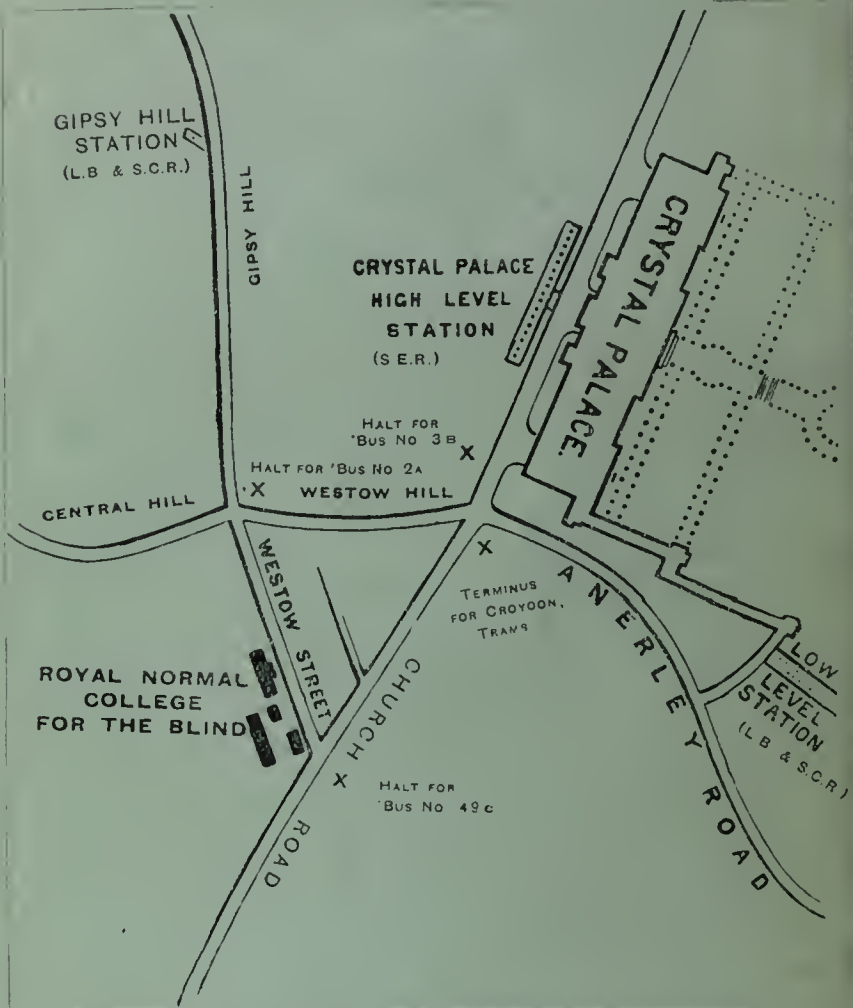 GIPSY HILL
STATION
(L.B & S.C.R.)
GIPSY HILL
CRYSTAL PALACE
HIGH LEVEL
STATION
(S E.R.)
CRYSTAL PALACE.
HALT FOR
'BUS NO 3B
X
HALT FOR 'BUS NO 2A
X
WESTOW HILL
CENTRAL HILL
WESTOW STREET
X
TERMINUS
FOR CROYDON,
TRAMS
ANERLEY ROAD
LOW
LEVEL
STATION
(L B & S.C.R)
ROYAL NORMAL
COLLEGE
FOR THE BLIND
CHURCH ROAD
X
HALT FOR
'BUS NO 49C